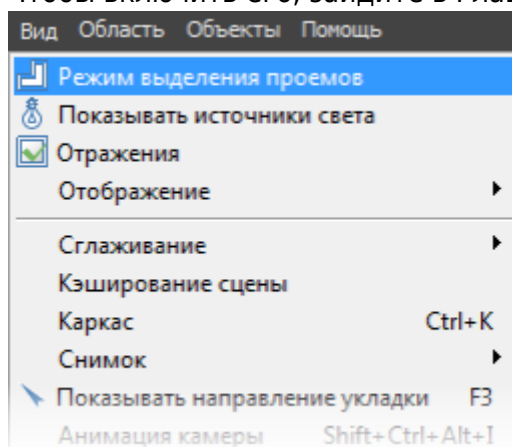 Вид Область Объекты Помощь
Режим выделения проемов
Показывать источники света
Отражения
Отображение
Сглаживание
Кэширование сцены
Каркас Ctrl+K
Снимок
Показывать направление укладки F3
Анимация камеры Shift+Ctrl+Alt+I